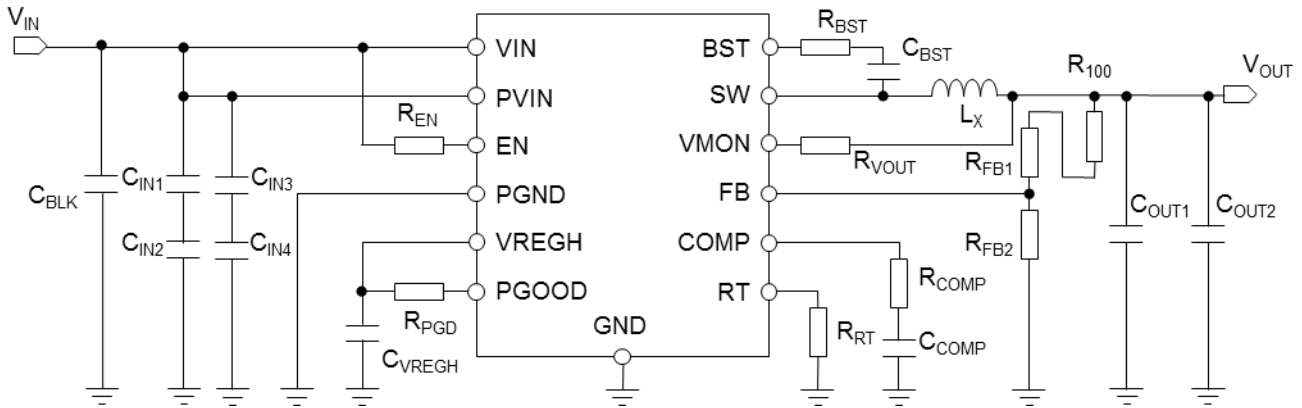 VIN
RBST
VIN
BST
CBST
R100
VOUT
PVIN
SW
REN
LX
EN
VMON
RVOUT
RFB1
CIN1
CIN3
CBLK
PGND
FB
COUT1
COUT2
CIN2
CIN4
VREGH
COMP
RFB2
RCOMP
PGOOD
RT
RPGD
GND
RRT
CCOMP
CVREGH